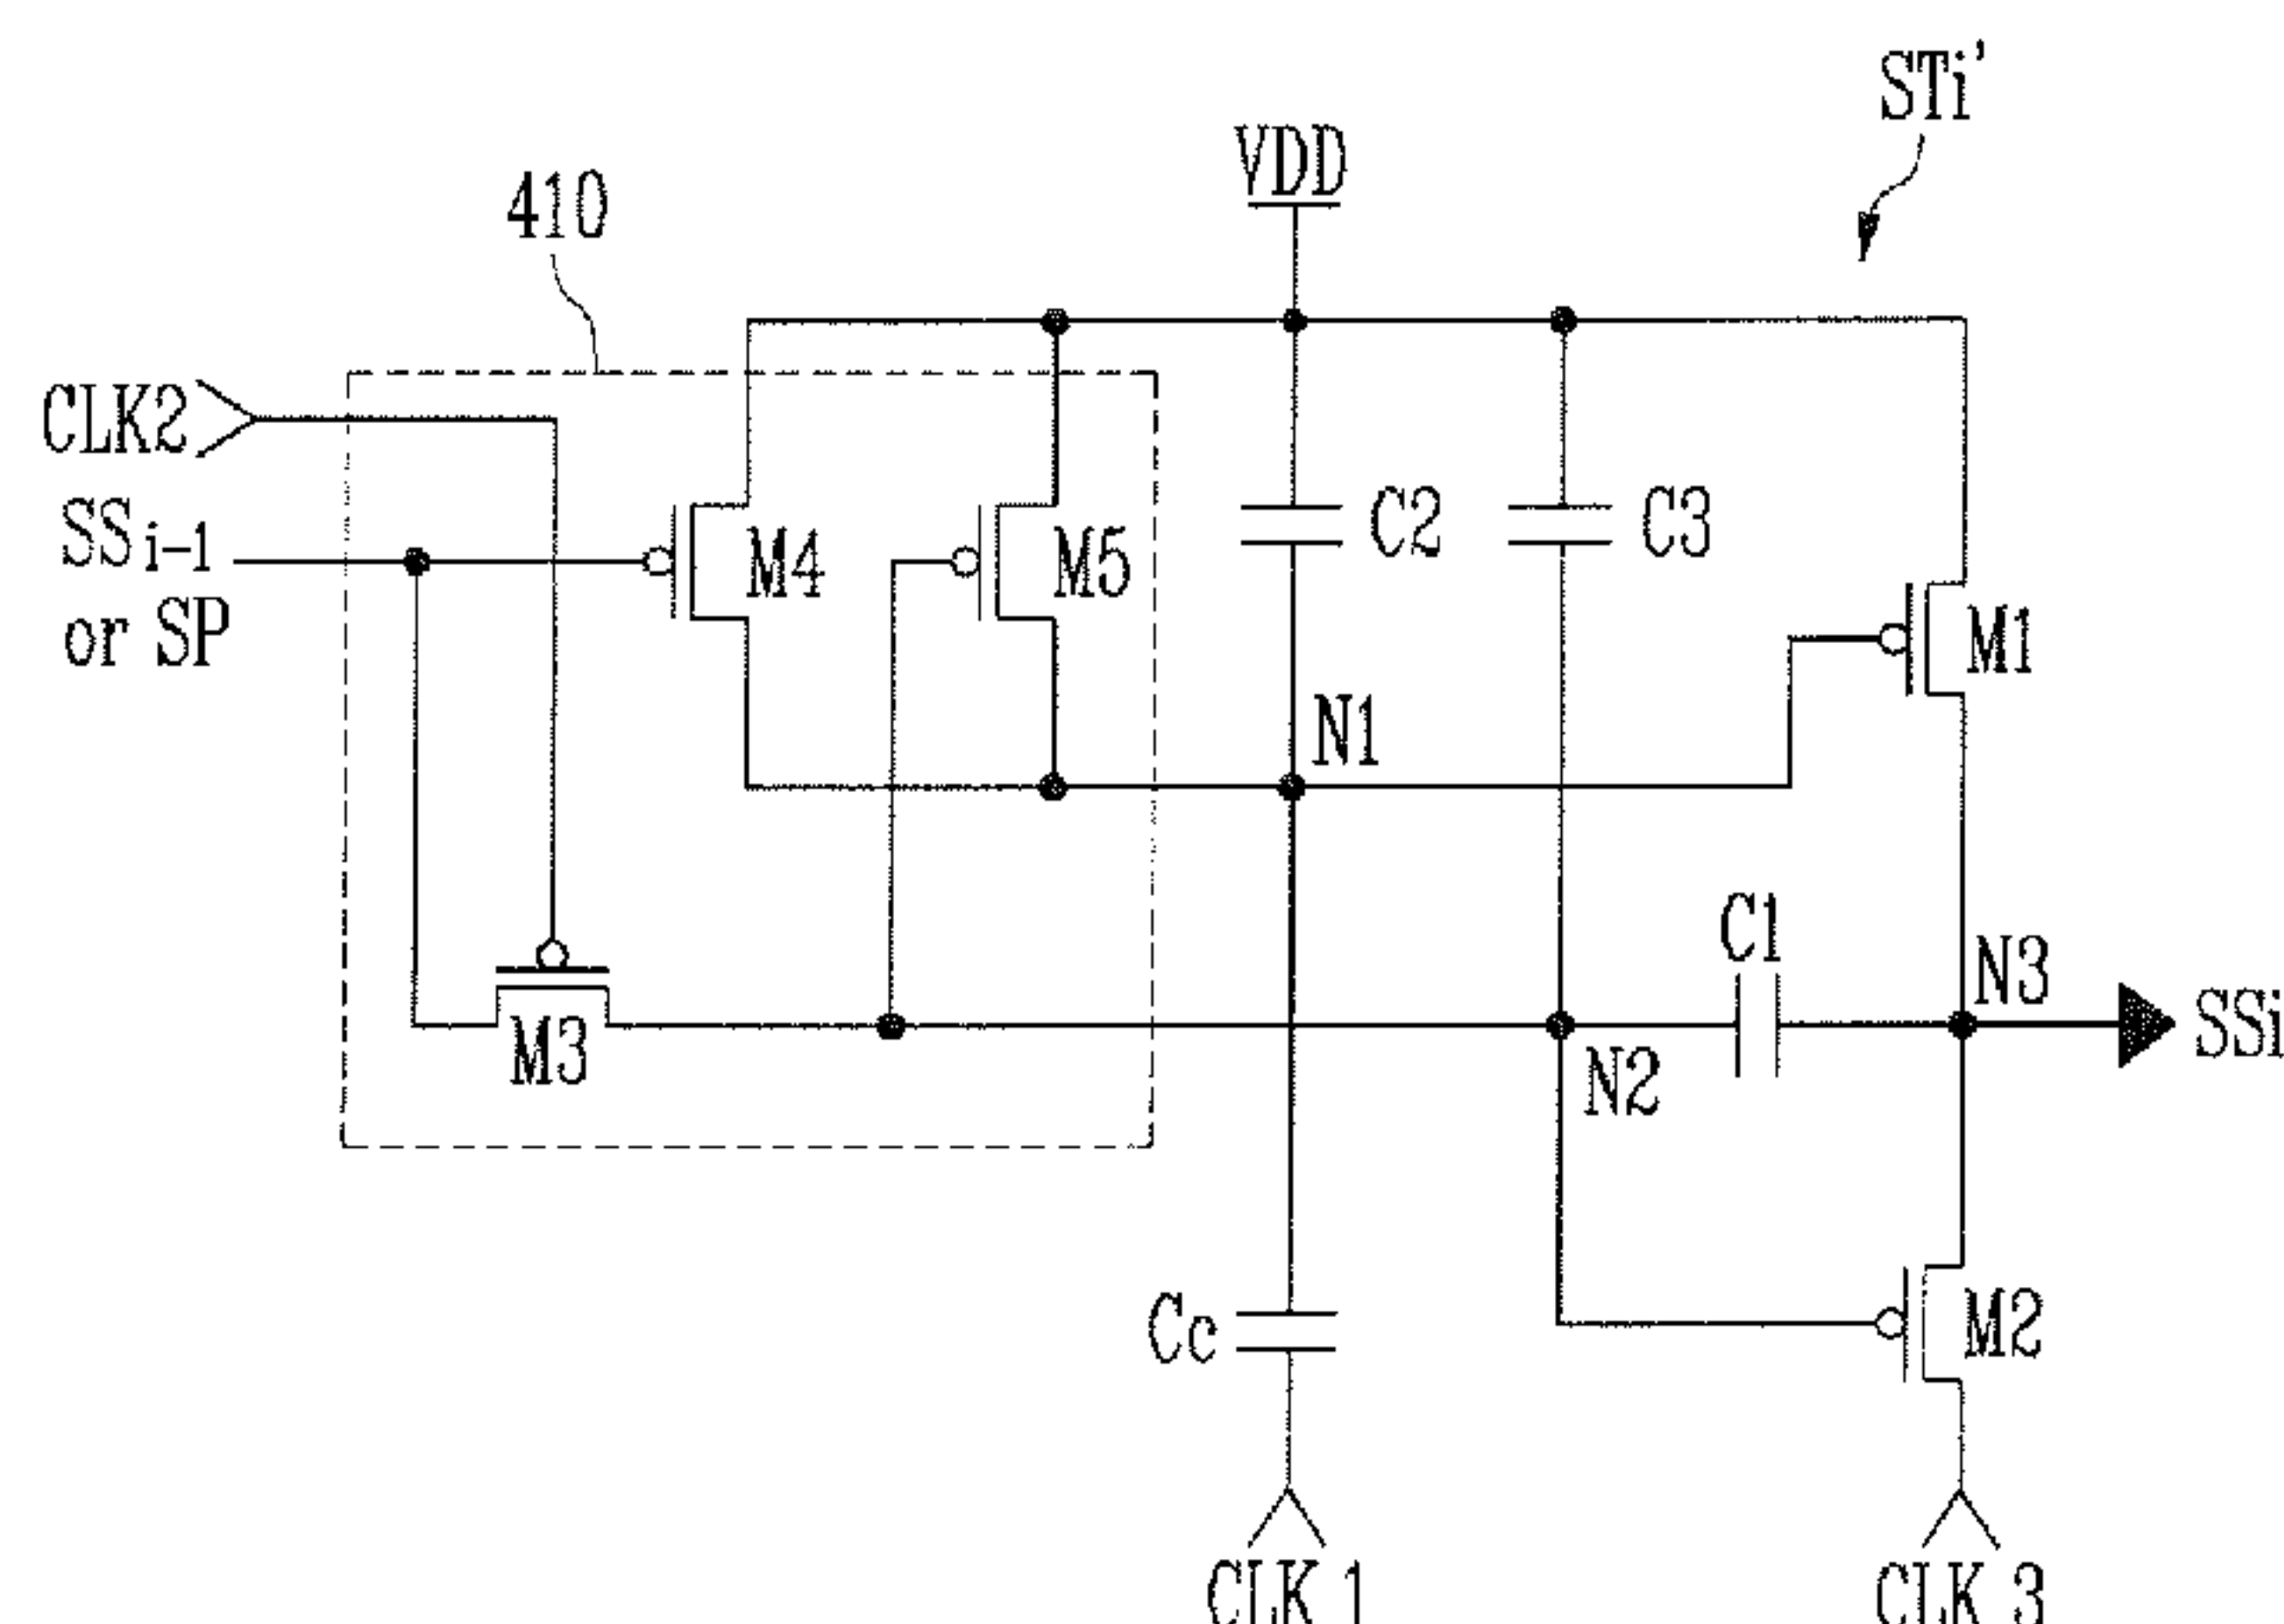 STi'
VDD
410
CLK2
SSi-1
or SP
M4
M5
C2
C3
M1
N1
C1
N3
SSi
M3
N2
Cc
M2
CLK 1
CLK 3